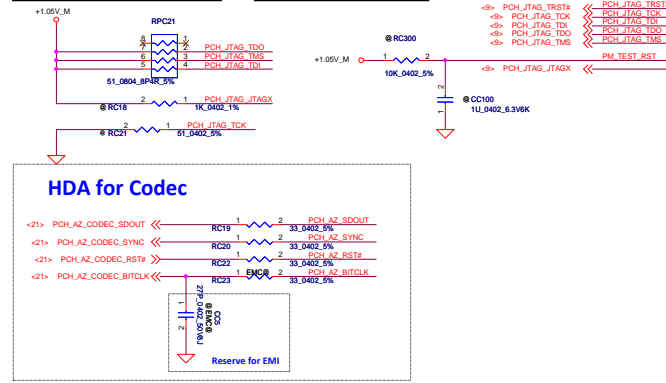 +1.05V_M
RPC21
8 1
7 2 PCH_JTAG_TDO
6 3 PCH_JTAG_TMS
5 4 PCH_JTAG_TDI
51_0804_8P4R_5%
@ RC18 2 1 PCH_JTAG_JTAGX
1K_0402_1%
@ RC21 2 1 PCH_JTAG_TCK
51_0402_5%
<9> PCH_JTAG_TRST# PCH_JTAG_TRST
<9> PCH_JTAG_TCK PCH_JTAG_TCK
<9> PCH_JTAG_TDI PCH_JTAG_TDI
<9> PCH_JTAG_TDO PCH_JTAG_TDO
<9> PCH_JTAG_TMS PCH_JTAG_TMS
@ RC300
+1.05V_M 1 2 PM_TEST_RST
10K_0402_5%
<9> PCH_JTAG_JTAGX
2
@ CC100
1U_0402_6.3V6K
1
HDA for Codec
<21> PCH_AZ_CODEC_SDOUT 1 2 PCH_AZ_SDOUT
RC19 33_0402_5%
<21> PCH_AZ_CODEC_SYNC 1 2 PCH_AZ_SYNC
RC20 33_0402_5%
<21> PCH_AZ_CODEC_RST# 1 2 PCH_AZ_RST#
RC22 33_0402_5%
<21> PCH_AZ_CODEC_BITCLK 1 EMC@ 2 PCH_AZ_BITCLK
RC23 33_0402_5%
1
2
CC5
@EMC@
27P_0402_50V8J
Reserve for EMI